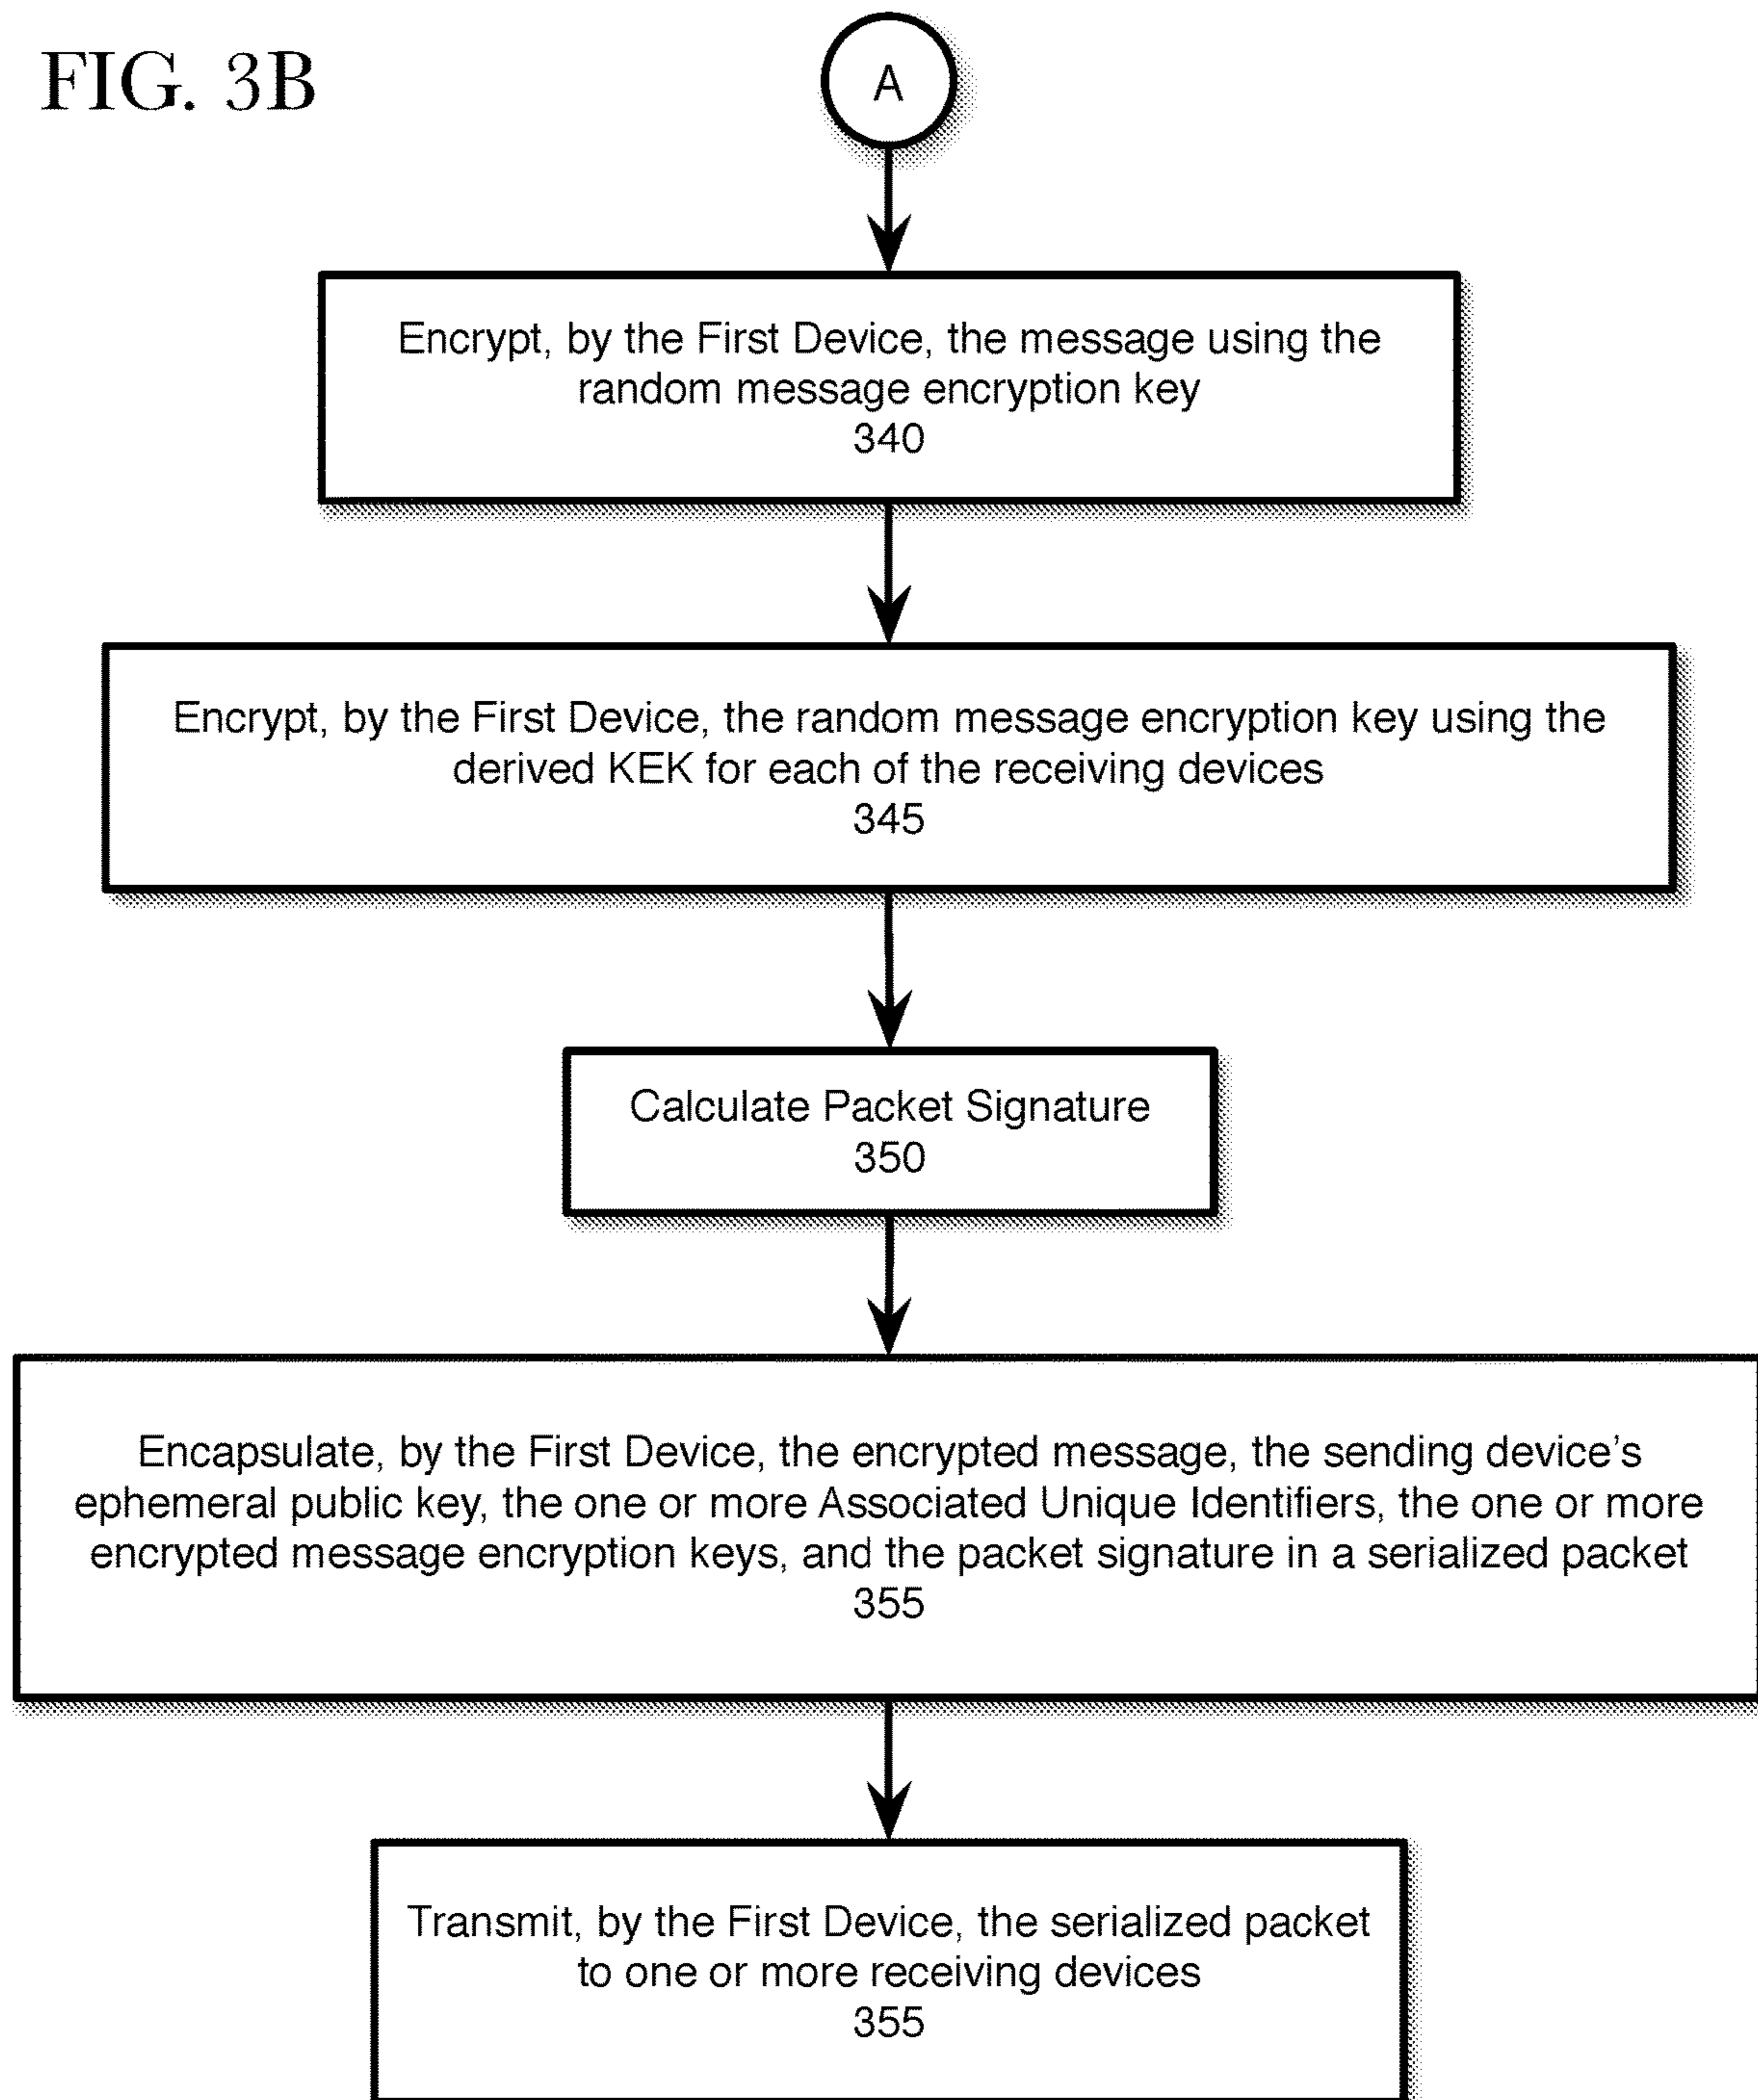 FIG. 3B
A
Encrypt, by the First Device, the message using the
random message encryption key
340
Encrypt, by the First Device, the random message encryption key using the
derived KEK for each of the receiving devices
345
Calculate Packet Signature
350
Encapsulate, by the First Device, the encrypted message, the sending device's
ephemeral public key, the one or more Associated Unique Identifiers, the one or more
encrypted message encryption keys, and the packet signature in a serialized packet
355
Transmit, by the First Device, the serialized packet
to one or more receiving devices
355